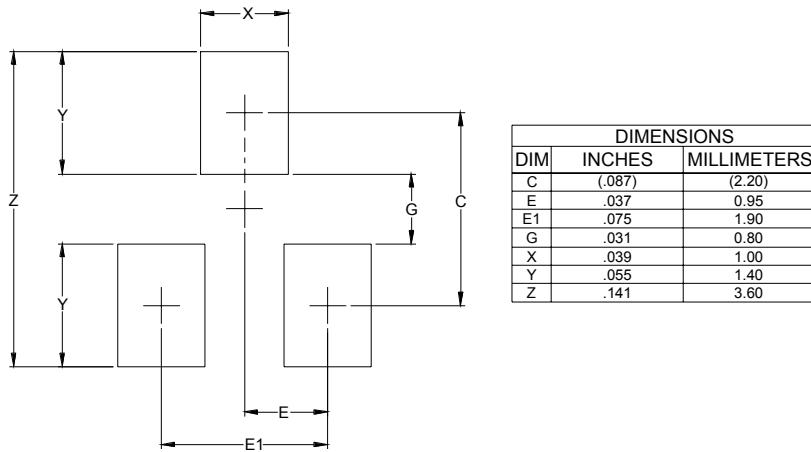 X
Y
Z
G
C
Y
E
E1
DIMENSIONS
DIM INCHES MILLIMETERS
C (.087) (2.20)
E .037 0.95
E1 .075 1.90
G .031 0.80
X .039 1.00
Y .055 1.40
Z .141 3.60